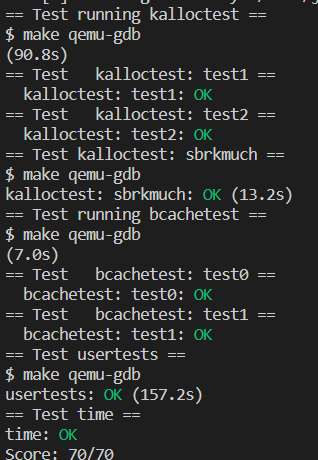 == Test running kalloctest ==
$ make qemu-gdb
(90.8s)
== Test   kalloctest: test1 ==
  kalloctest: test1: OK
== Test   kalloctest: test2 ==
  kalloctest: test2: OK
== Test kalloctest: sbrkmuch ==
$ make qemu-gdb
kalloctest: sbrkmuch: OK (13.2s)
== Test running bcachetest ==
$ make qemu-gdb
(7.0s)
== Test   bcachetest: test0 ==
  bcachetest: test0: OK
== Test   bcachetest: test1 ==
  bcachetest: test1: OK
== Test usertests ==
$ make qemu-gdb
usertests: OK (157.2s)
== Test time ==
time: OK
Score: 70/70